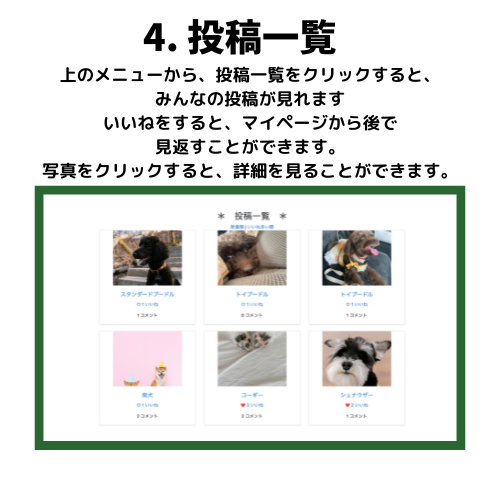 4. 投稿一覧
上のメニューから、投稿一覧をクリックすると、
みんなの投稿が見れます
いいねをすると、マイページから後で
見返すことができます。
写真をクリックすると、詳細を見ることができます。
＊ 投稿一覧 ＊
スタンダードプードル
トイプードル
トイプードル
1コメント
0コメント
1コメント
柴犬
コーギー
シュナウザー
2コメント
2コメント
1コメント